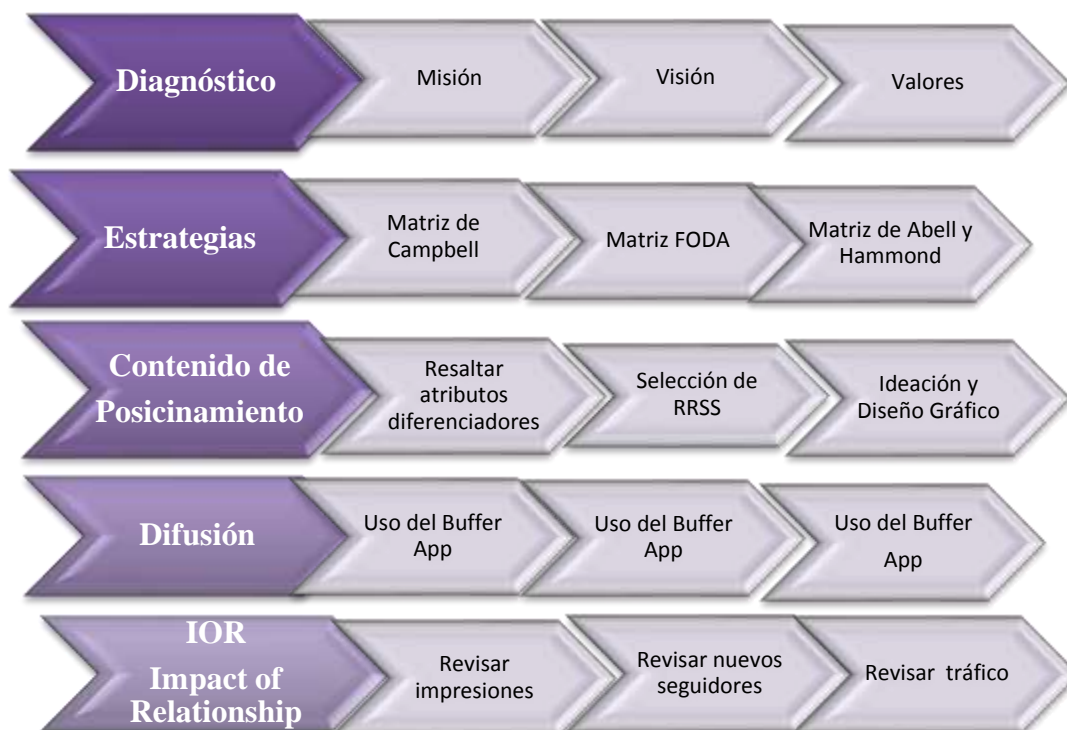 Diagnóstico
Misión
Visión
Valores
Estrategias
Matriz de
Campbell
Matriz FODA
Matriz de Abell y
Hammond
Contenido de
Posicinamiento
Resaltar
atributos
diferenciadores
Selección de
RRSS
Ideación y
Diseño Gráfico
Difusión
Uso del Buffer
App
Uso del Buffer
App
Uso del Buffer
App
IOR
Impact of
Relationship
Revisar
impresiones
Revisar nuevos
seguidores
Revisar tráfico